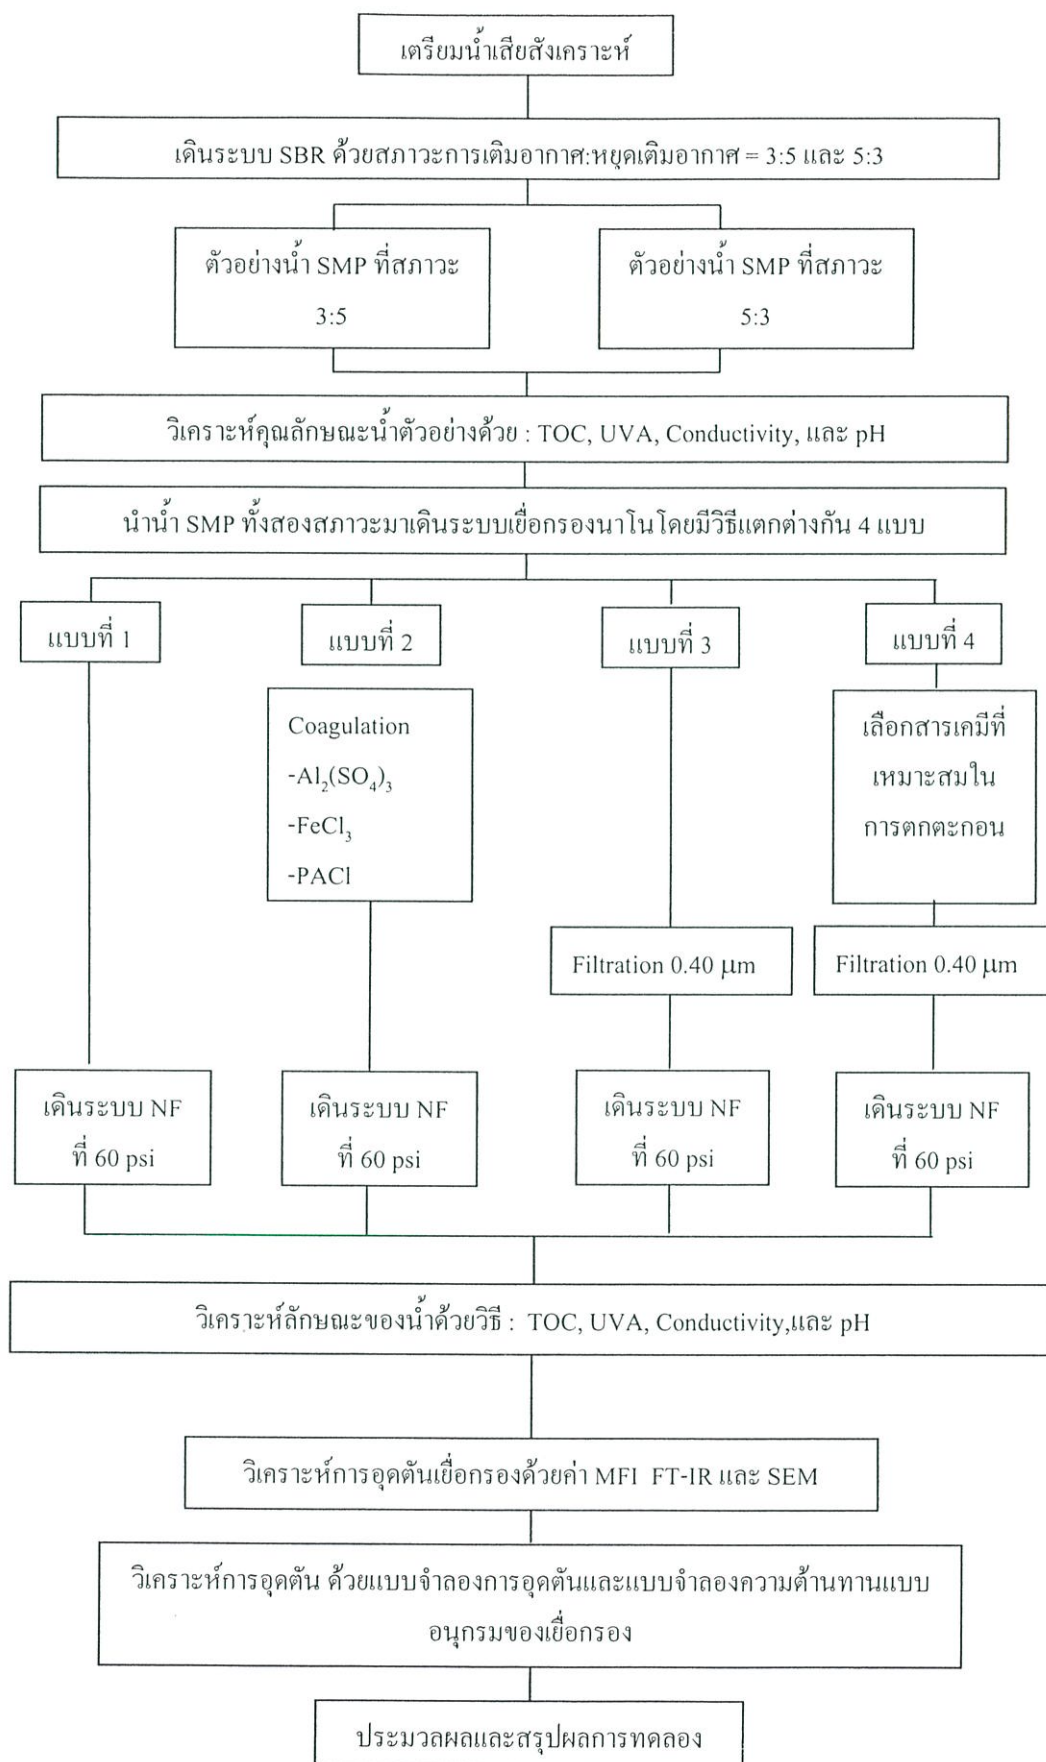 เตรียมน้ำเสียสังเคราะห์
เดินระบบ SBR ด้วยสภาวะการเติมอากาศ:หยุดเติมอากาศ = 3:5 และ 5:3
ตัวอย่างน้ำ SMP ที่สภาวะ
3:5
ตัวอย่างน้ำ SMP ที่สภาวะ
5:3
วิเคราะห์คุณลักษณะน้ำตัวอย่างด้วย : TOC, UVA, Conductivity, และ pH
นำน้ำ SMP ทั้งสองสภาวะมาเดินระบบเยื่อกรองนาโนโดยมีวิธีแตกต่างกัน 4 แบบ
แบบที่ 1
แบบที่ 2
แบบที่ 3
แบบที่ 4
Coagulation
-Al₂(SO₄)₃
-FeCl₃
-PACl
เลือกสารเคมีที่
เหมาะสมใน
การตกตะกอน
Filtration 0.40 µm
Filtration 0.40 µm
เดินระบบ NF
ที่ 60 psi
เดินระบบ NF
ที่ 60 psi
เดินระบบ NF
ที่ 60 psi
เดินระบบ NF
ที่ 60 psi
วิเคราะห์ลักษณะของน้ำด้วยวิธี : TOC, UVA, Conductivity,และ pH
วิเคราะห์การอุดตันเยื่อกรองด้วยค่า MFI FT-IR และ SEM
วิเคราะห์การอุดตัน ด้วยแบบจำลองการอุดตันและแบบจำลองความต้านทานแบบ
อนุกรมของเยื่อกรอง
ประมวลผลและสรุปผลการทดลอง